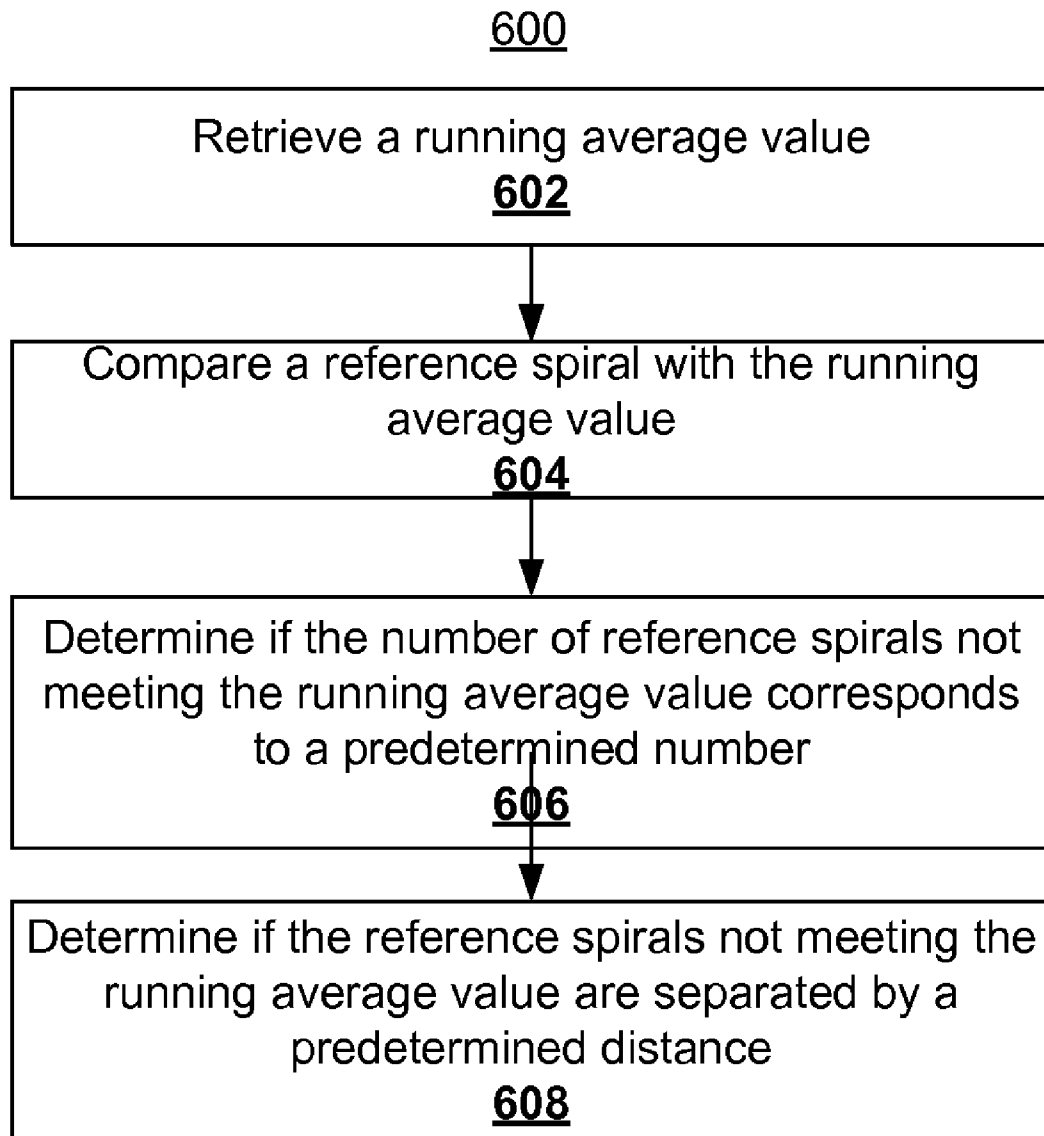 600
Retrieve a running average value
602
Compare a reference spiral with the running
average value
604
Determine if the number of reference spirals not
meeting the running average value corresponds
to a predetermined number
606
Determine if the reference spirals not meeting the
running average value are separated by a
predetermined distance
608